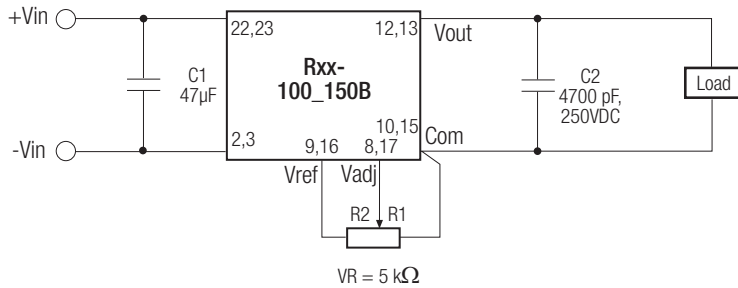 +Vin
22,23
12,13
Vout
Rxx-
100_150B
C1
47µF
C2
4700 pF,
250VDC
Load
10,15
Com
-Vin
2,3
9,16
8,17
Vref
Vadj
R2
R1
VR = 5 kΩ